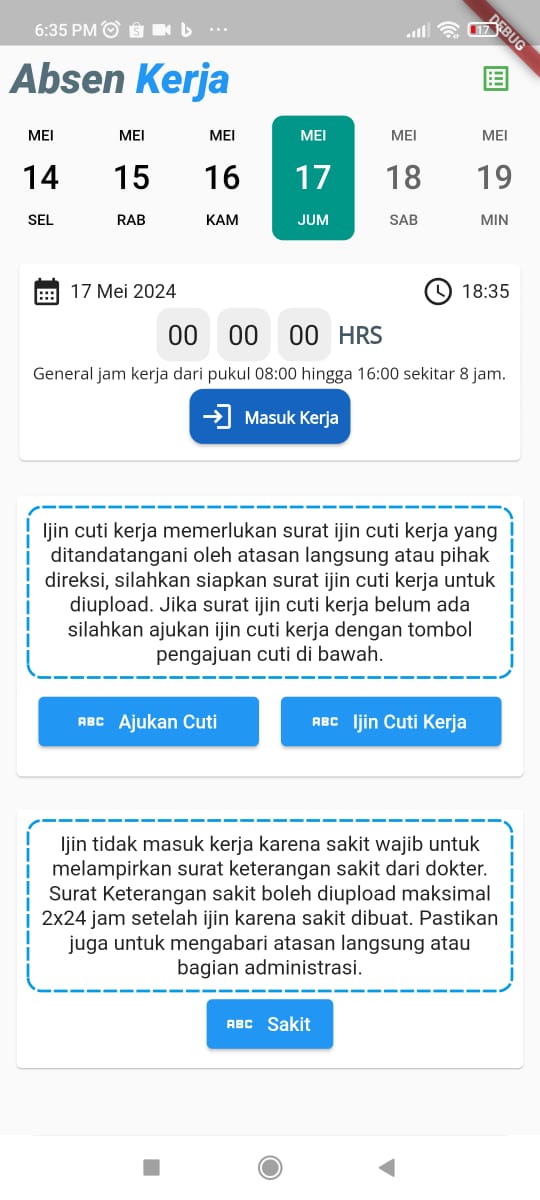 6:35 PM
17
DEBUG
Absen Kerja
MEI MEI MEI MEI MEI MEI
14 15 16 17 18 19
SEL RAB KAM JUM SAB MIN
17 Mei 2024 18:35
00 00 00 HRS
General jam kerja dari pukul 08:00 hingga 16:00 sekitar 8 jam.
Masuk Kerja
Ijin cuti kerja memerlukan surat ijin cuti kerja yang
ditandatangani oleh atasan langsung atau pihak
direksi, silahkan siapkan surat ijin cuti kerja untuk
diupload. Jika surat ijin cuti kerja belum ada
silahkan ajukan ijin cuti kerja dengan tombol
pengajuan cuti di bawah.
ABC Ajukan Cuti ABC Ijin Cuti Kerja
Ijin tidak masuk kerja karena sakit wajib untuk
melampirkan surat keterangan sakit dari dokter.
Surat Keterangan sakit boleh diupload maksimal
2x24 jam setelah ijin karena sakit dibuat. Pastikan
juga untuk mengabari atasan langsung atau
bagian administrasi.
ABC Sakit